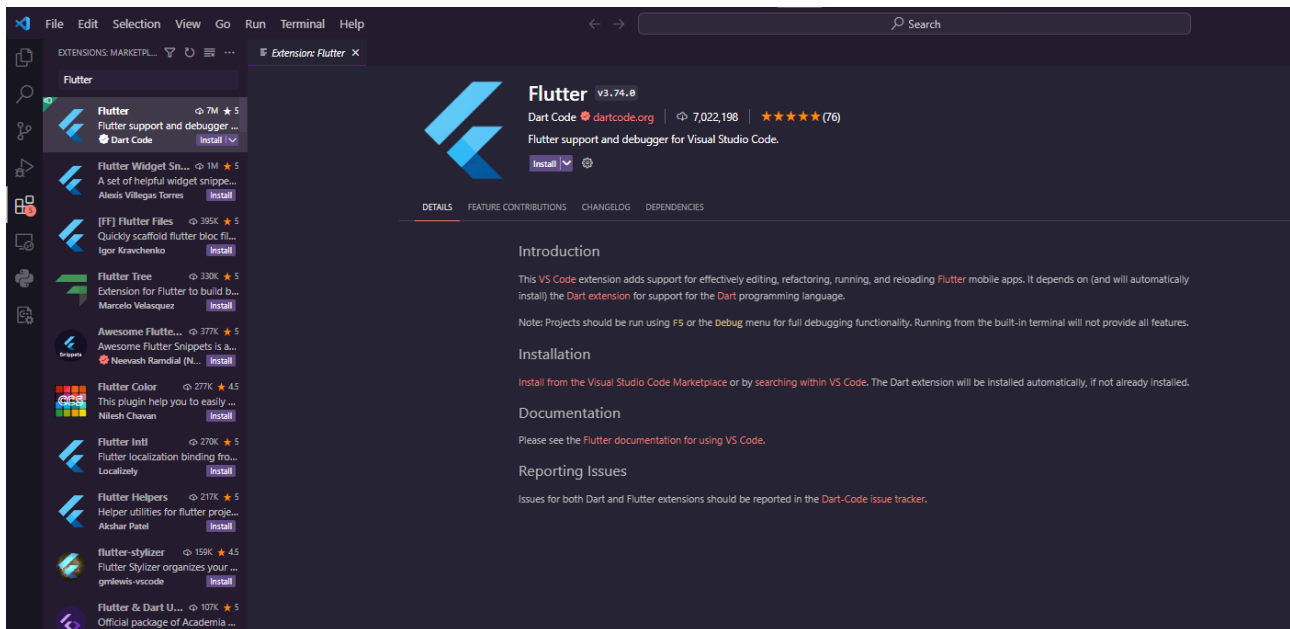 File Edit Selection View Go Run Terminal Help
Search
EXTENSIONS: MARKETPL...
Extension: Flutter
Flutter
Flutter 7M ★ 5
Flutter support and debugger ...
Dart Code Install
Flutter Widget Sn... 1M ★ 5
A set of helpful widget snippe...
Alexis Villegas Torres Install
[FF] Flutter Files 395K ★ 5
Quickly scaffold flutter bloc fil...
Igor Kravchenko Install
Flutter Tree 330K ★ 5
Extension for Flutter to build b...
Marcelo Velasquez Install
Awesome Flutte... 377K ★ 5
Awesome Flutter Snippets is a...
Neevash Ramdial (N... Install
Snippets
Flutter Color 277K ★ 4.5
This plugin help you to easily ...
Nilesh Chavan Install
CSS
Flutter Intl 270K ★ 5
Flutter localization binding fro...
Localizely Install
Flutter Helpers 217K ★ 5
Helper utilities for flutter proje...
Akshar Patel Install
flutter-stylizer 159K ★ 4.5
Flutter Stylizer organizes your ...
gmlewis-vscode Install
Flutter & Dart U... 107K ★ 5
Official package of Academia ...
5
Flutter v3.74.0
Dart Code dartcode.org 7,022,198 ★★★★★(76)
Flutter support and debugger for Visual Studio Code.
Install
DETAILS FEATURE CONTRIBUTIONS CHANGELOG DEPENDENCIES
Introduction
This VS Code extension adds support for effectively editing, refactoring, running, and reloading Flutter mobile apps. It depends on (and will automatically
install) the Dart extension for support for the Dart programming language.
Note: Projects should be run using F5 or the Debug menu for full debugging functionality. Running from the built-in terminal will not provide all features.
Installation
Install from the Visual Studio Code Marketplace or by searching within VS Code. The Dart extension will be installed automatically, if not already installed.
Documentation
Please see the Flutter documentation for using VS Code.
Reporting Issues
Issues for both Dart and Flutter extensions should be reported in the Dart-Code issue tracker.